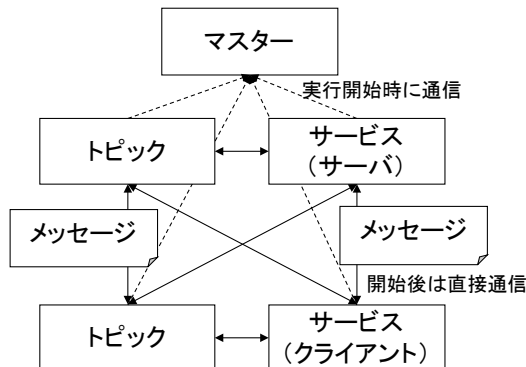 マスター
実行開始時に通信
トピック
サービス
(サーバ)
メッセージ
メッセージ
開始後は直接通信
トピック
サービス
(クライアント)